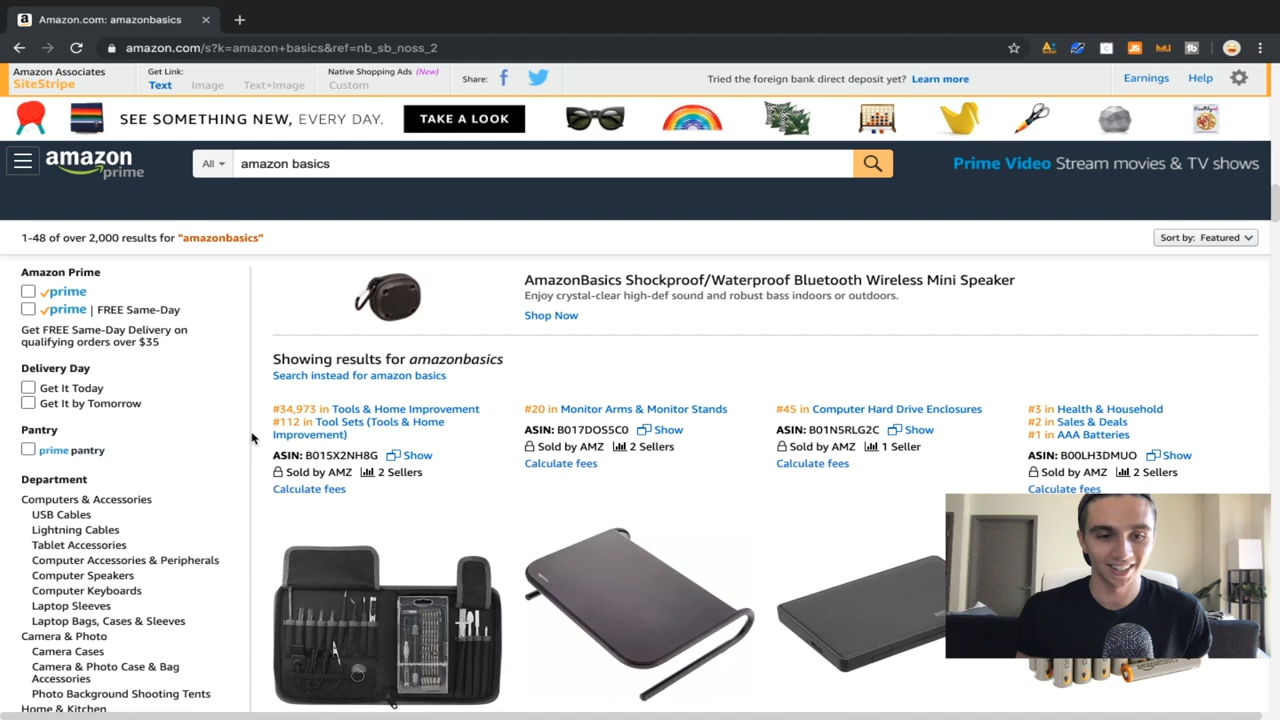 Amazon.com: amazonbasics
amazon.com/s?k=amazon+basics&ref=nb_sb_noss_2
Amazon Associates
SiteStripe
Get Link:
Text
Image
Text+Image
Native Shopping Ads (New)
Custom
Share:
Tried the foreign bank direct deposit yet? Learn more
Earnings
Help
SEE SOMETHING NEW, EVERY DAY.
TAKE A LOOK
amazon
prime
All
amazon basics
Prime Video Stream movies & TV shows
1-48 of over 2,000 results for "amazonbasics"
Sort by: Featured
Amazon Prime
prime
prime | FREE Same-Day
Get FREE Same-Day Delivery on
qualifying orders over $35
Delivery Day
Get It Today
Get It by Tomorrow
Pantry
prime pantry
Department
Computers & Accessories
USB Cables
Lightning Cables
Tablet Accessories
Computer Accessories & Peripherals
Computer Speakers
Computer Keyboards
Laptop Sleeves
Laptop Bags, Cases & Sleeves
Camera & Photo
Camera Cases
Camera & Photo Case & Bag
Accessories
Photo Background Shooting Tents
Home & Kitchen
AmazonBasics Shockproof/Waterproof Bluetooth Wireless Mini Speaker
Enjoy crystal-clear high-def sound and robust bass indoors or outdoors.
Shop Now
Showing results for amazonbasics
Search instead for amazon basics
#34,973 in Tools & Home Improvement
#112 in Tool Sets (Tools & Home
Improvement)
ASIN: B015X2NH8G Show
Sold by AMZ 2 Sellers
Calculate fees
#20 in Monitor Arms & Monitor Stands
ASIN: B017DOS5C0 Show
Sold by AMZ 2 Sellers
Calculate fees
#45 in Computer Hard Drive Enclosures
ASIN: B01N5RLG2C Show
Sold by AMZ 1 Seller
Calculate fees
#3 in Health & Household
#2 in Sales & Deals
#1 in AAA Batteries
ASIN: B00LH3DMUO Show
Sold by AMZ 2 Sellers
Calculate fees